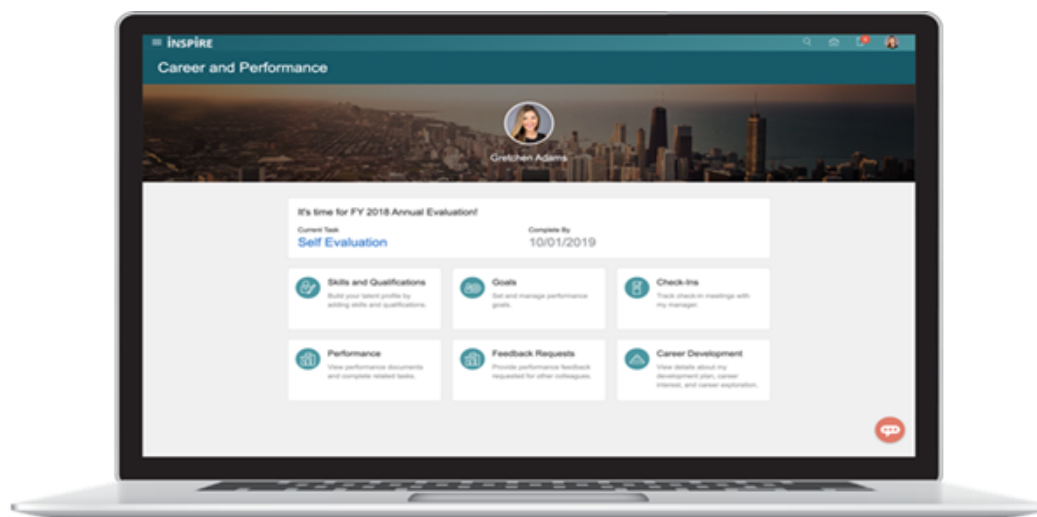 INSPIRE
Career and Performance
Gretchen Adams
It's time for FY 2018 Annual Evaluation!
Current Task
Complete By
Self Evaluation
10/01/2019
Skills and Qualifications
Build your talent profile by
adding skills and qualifications.
Goals
Set and manage performance
goals.
Check-Ins
Track check-in meetings with
my manager.
Performance
View performance documents
and complete related tasks.
Feedback Requests
Provide performance feedback
requested for other colleagues.
Career Development
View details about my
development plan, career
interest, and career exploration.